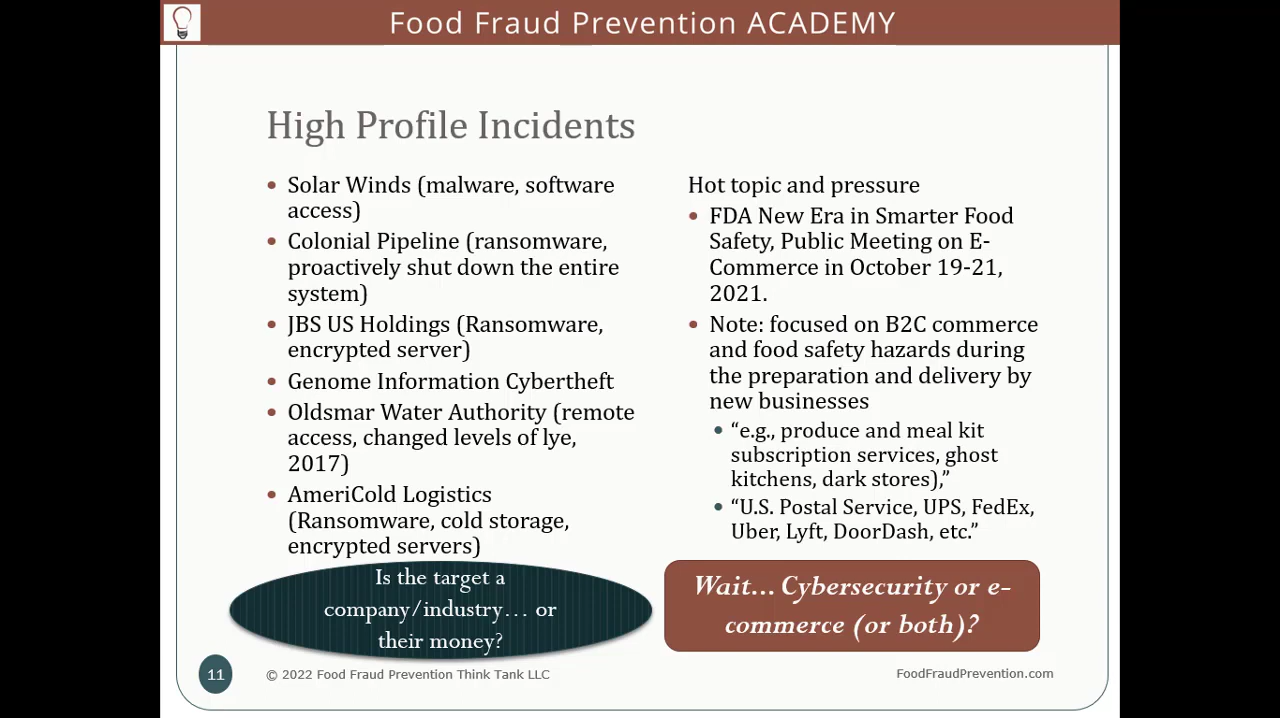 Food Fraud Prevention ACADEMY
High Profile Incidents
• Solar Winds (malware, software
access)
• Colonial Pipeline (ransomware,
proactively shut down the entire
system)
• JBS US Holdings (Ransomware,
encrypted server)
• Genome Information Cybertheft
• Oldsmar Water Authority (remote
access, changed levels of lye,
2017)
• AmeriCold Logistics
(Ransomware, cold storage,
encrypted servers)
Is the target a
company/industry… or
their money?
Hot topic and pressure
• FDA New Era in Smarter Food
Safety, Public Meeting on E-
Commerce in October 19-21,
2021.
• Note: focused on B2C commerce
and food safety hazards during
the preparation and delivery by
new businesses
• “e.g., produce and meal kit
subscription services, ghost
kitchens, dark stores),”
• “U.S. Postal Service, UPS, FedEx,
Uber, Lyft, DoorDash, etc.”
Wait… Cybersecurity or e-
commerce (or both)?
11
© 2022 Food Fraud Prevention Think Tank LLC
FoodFraudPrevention.com